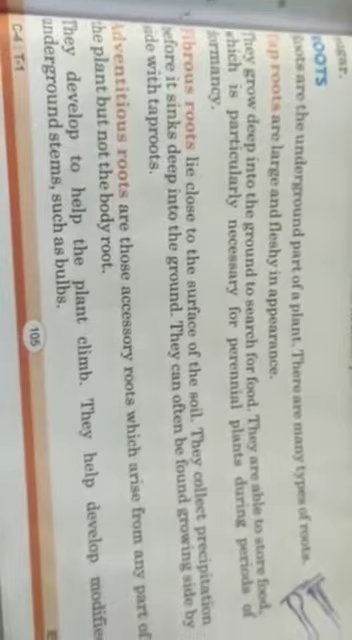 sugar.
ROOTS
Roots are the underground part of a plant. There are many types of roots.
Tap roots are large and fleshy in appearance.
They grow deep into the ground to search for food. They are able to store food,
which is particularly necessary for perennial plants during periods of
dormancy.
Fibrous roots lie close to the surface of the soil. They collect precipitation
before it sinks deep into the ground. They can often be found growing side by
side with taproots.
Adventitious roots are those accessory roots which arise from any part of
the plant but not the body root.
They develop to help the plant climb. They help develop modified
underground stems, such as bulbs.
C-4 : T-1
105